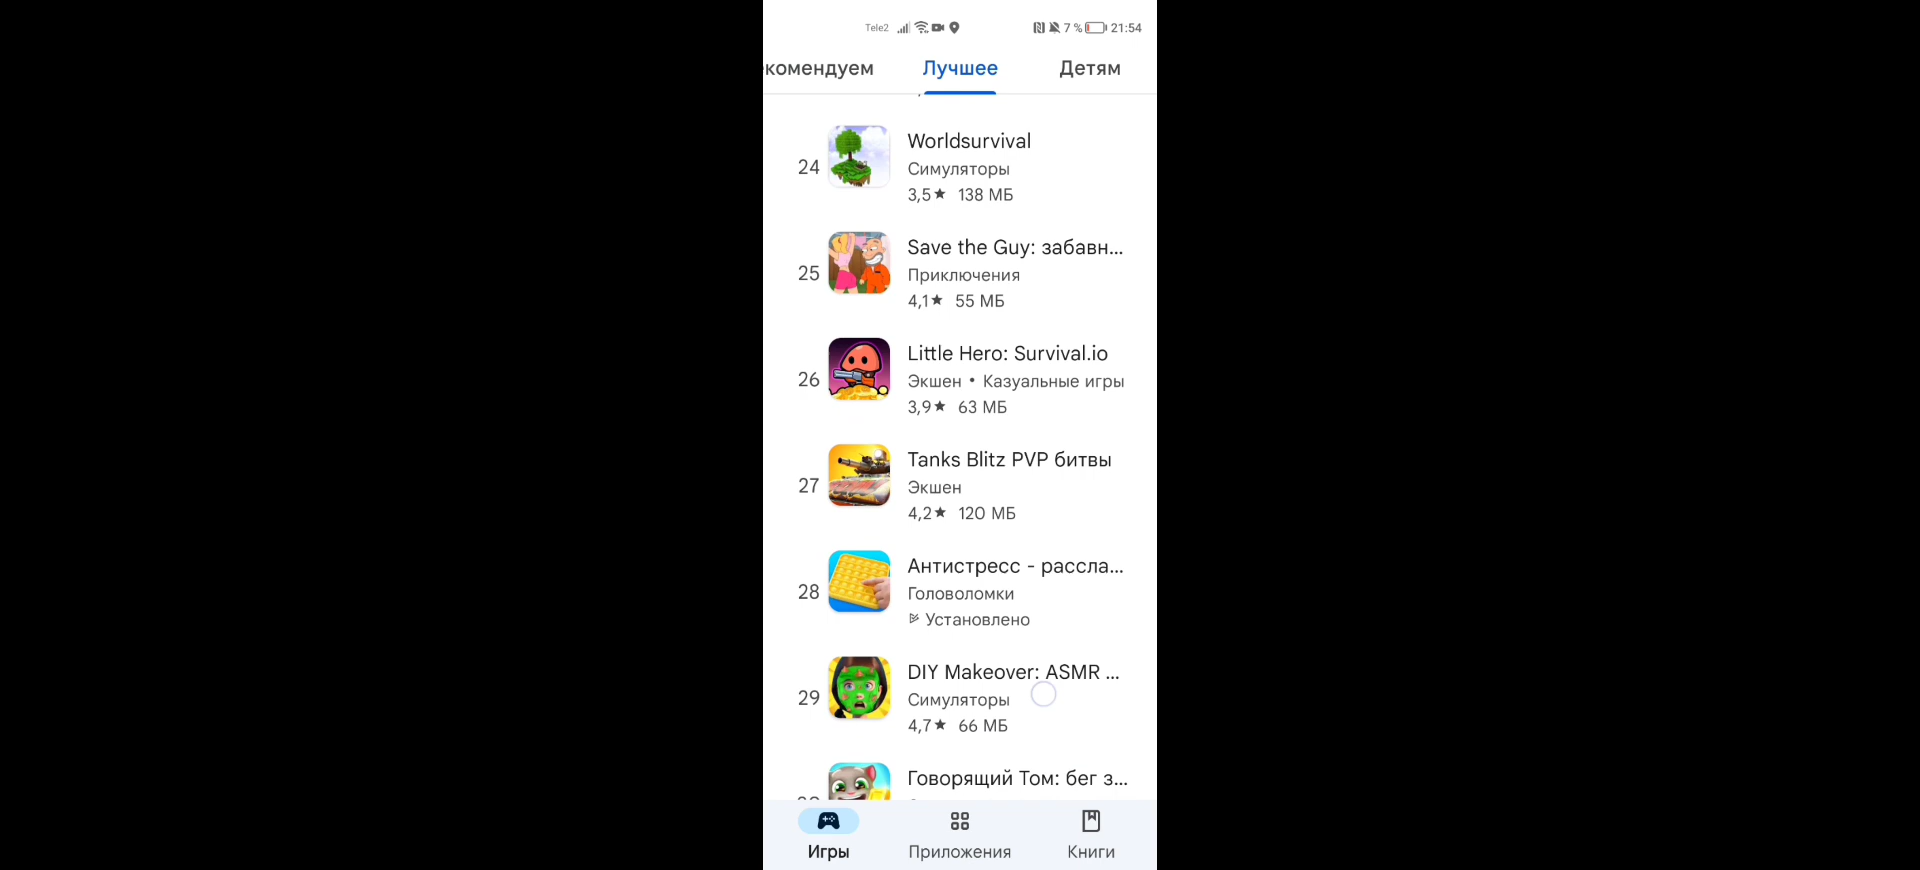 Tele2 7 % 21:54
екомендуем Лучшее Детям
24
Worldsurvival
Симуляторы
3,5★ 138 МБ
25
Save the Guy: забавн...
Приключения
4,1★ 55 МБ
26
Little Hero: Survival.io
Экшен • Казуальные игры
3,9★ 63 МБ
27
Tanks Blitz PVP битвы
Экшен
4,2★ 120 МБ
28
Антистресс - рассла...
Головоломки
Установлено
29
DIY Makeover: ASMR ...
Симуляторы
4,7★ 66 МБ
Говорящий Том: бег з...
Игры Приложения Книги